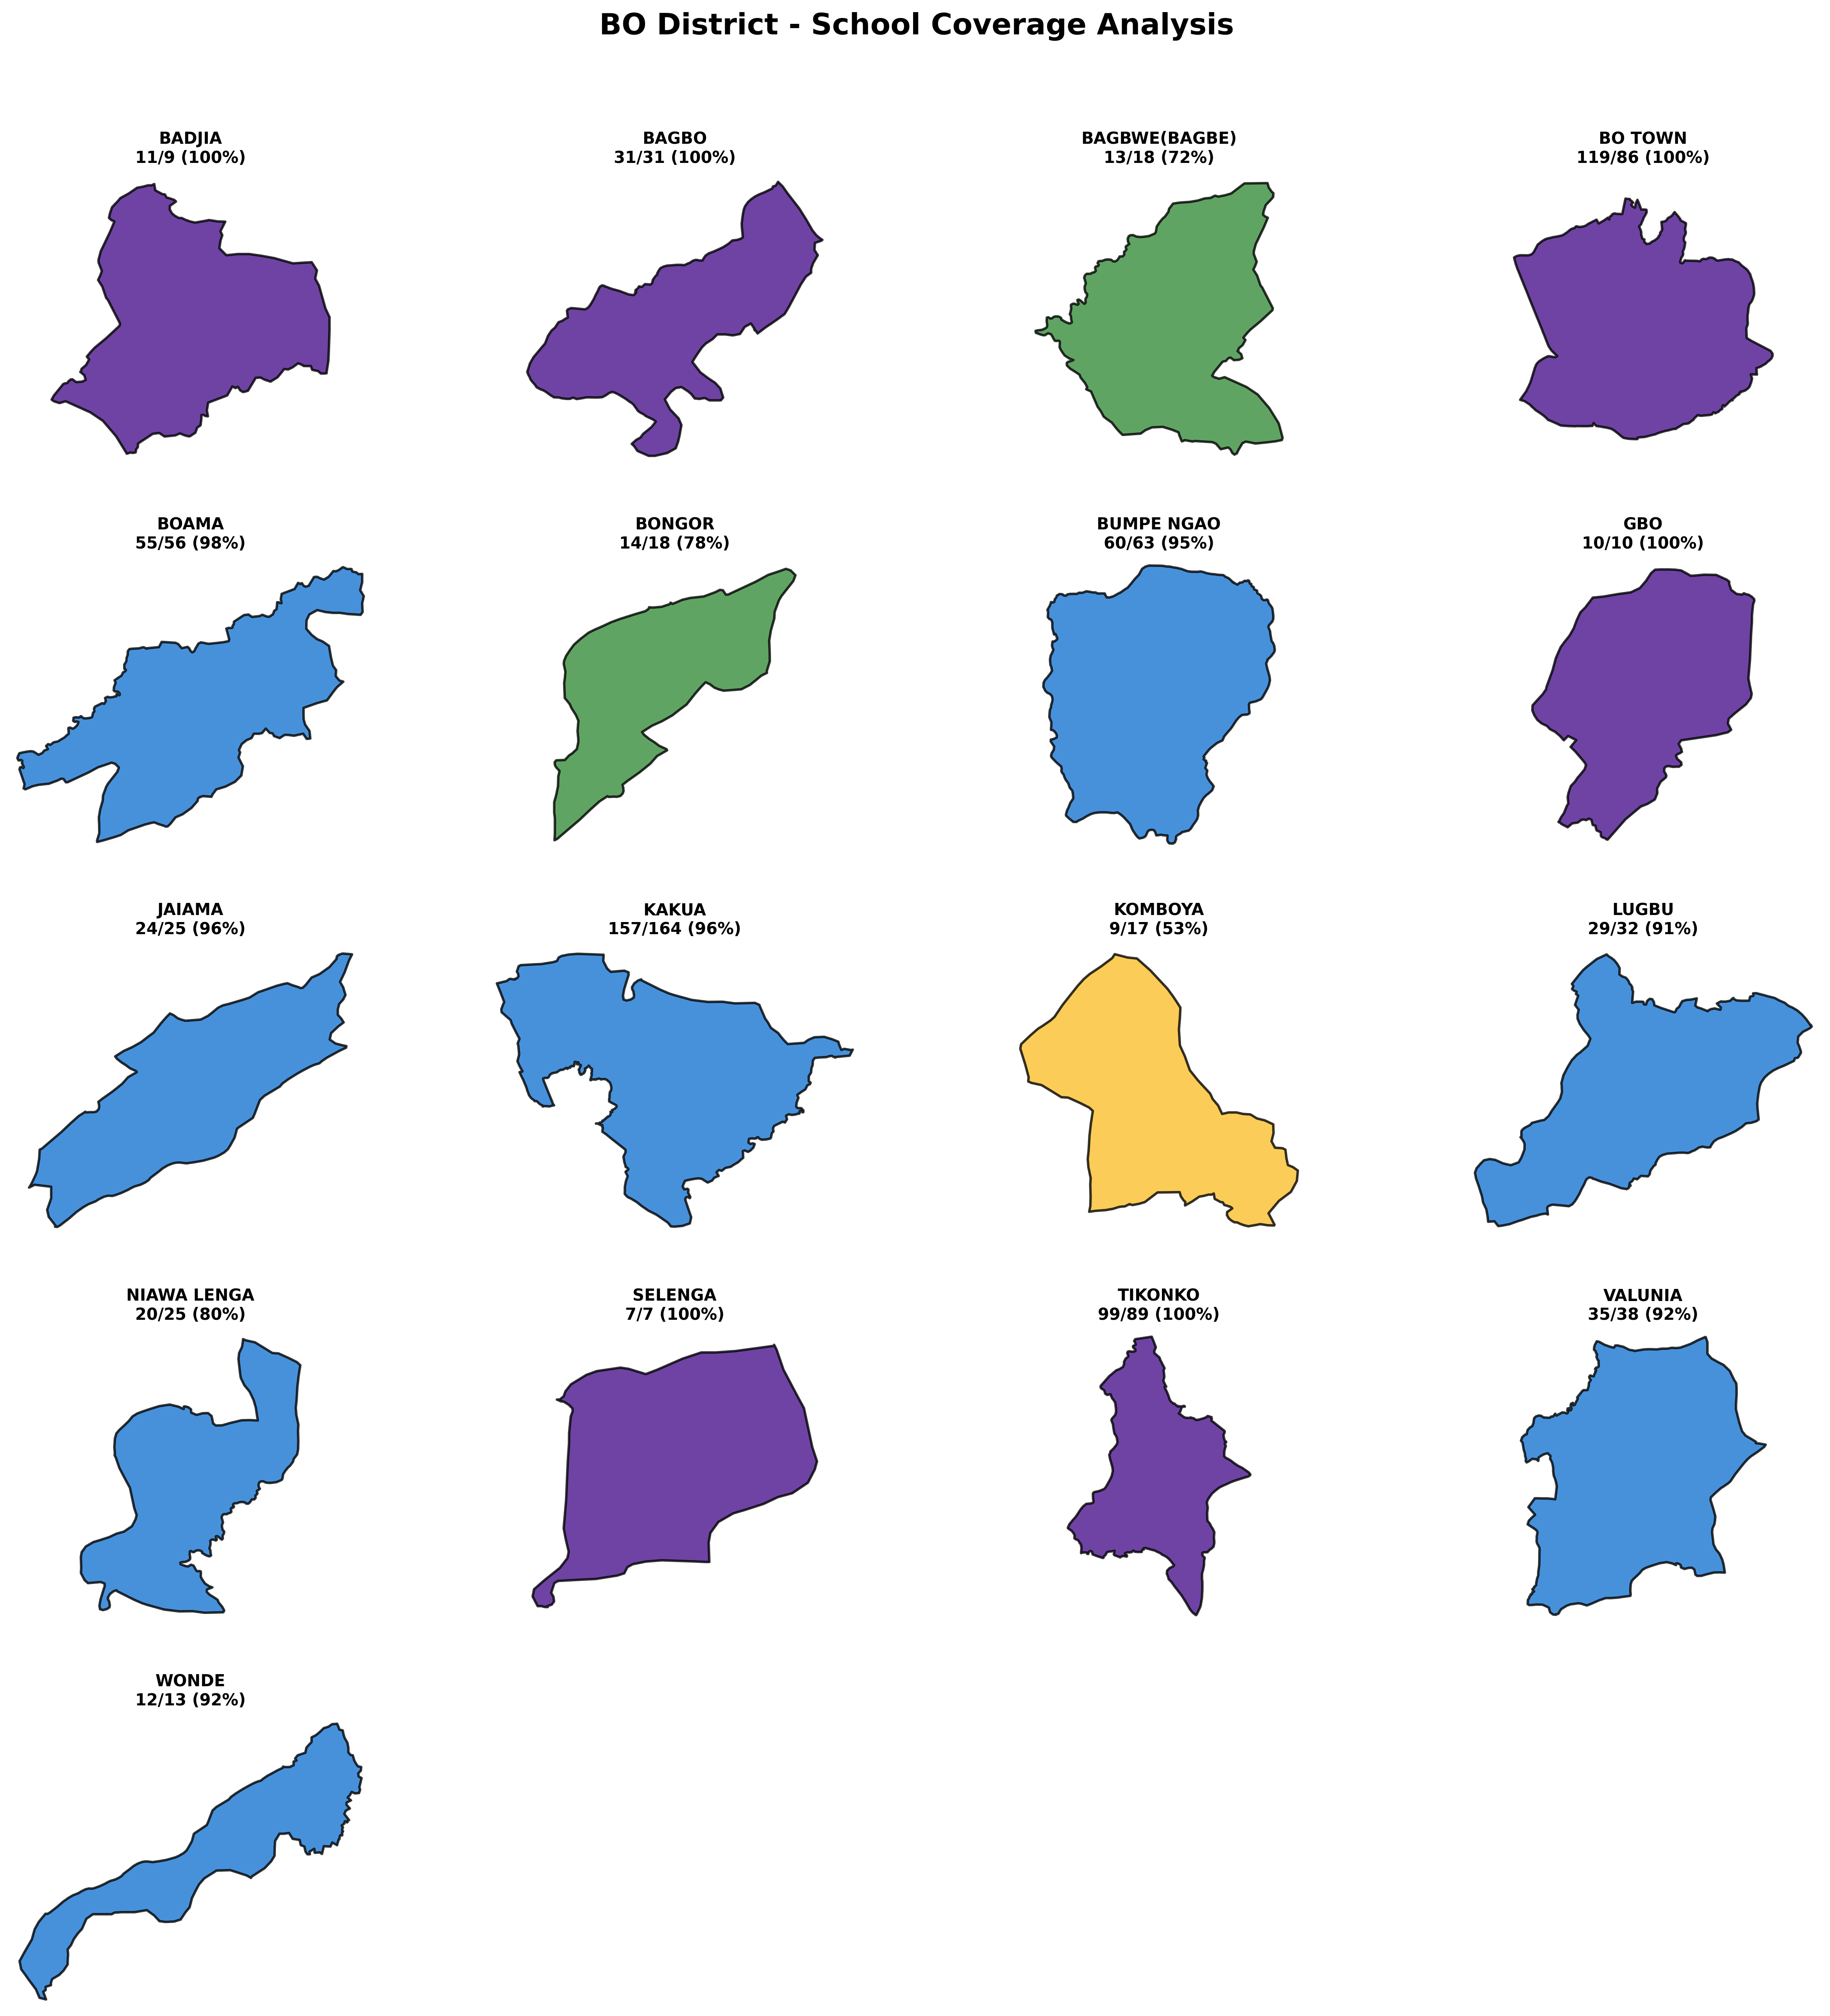 BO District - School Coverage Analysis
BADJIA
11/9 (100%)
BAGBO
31/31 (100%)
BAGBWE(BAGBE)
13/18 (72%)
BO TOWN
119/86 (100%)
BOAMA
55/56 (98%)
BONGOR
14/18 (78%)
BUMPE NGAO
60/63 (95%)
GBO
10/10 (100%)
JAIAMA
24/25 (96%)
KAKUA
157/164 (96%)
KOMBOYA
9/17 (53%)
LUGBU
29/32 (91%)
NIAWA LENGA
20/25 (80%)
SELENGA
7/7 (100%)
TIKONKO
99/89 (100%)
VALUNIA
35/38 (92%)
WONDE
12/13 (92%)